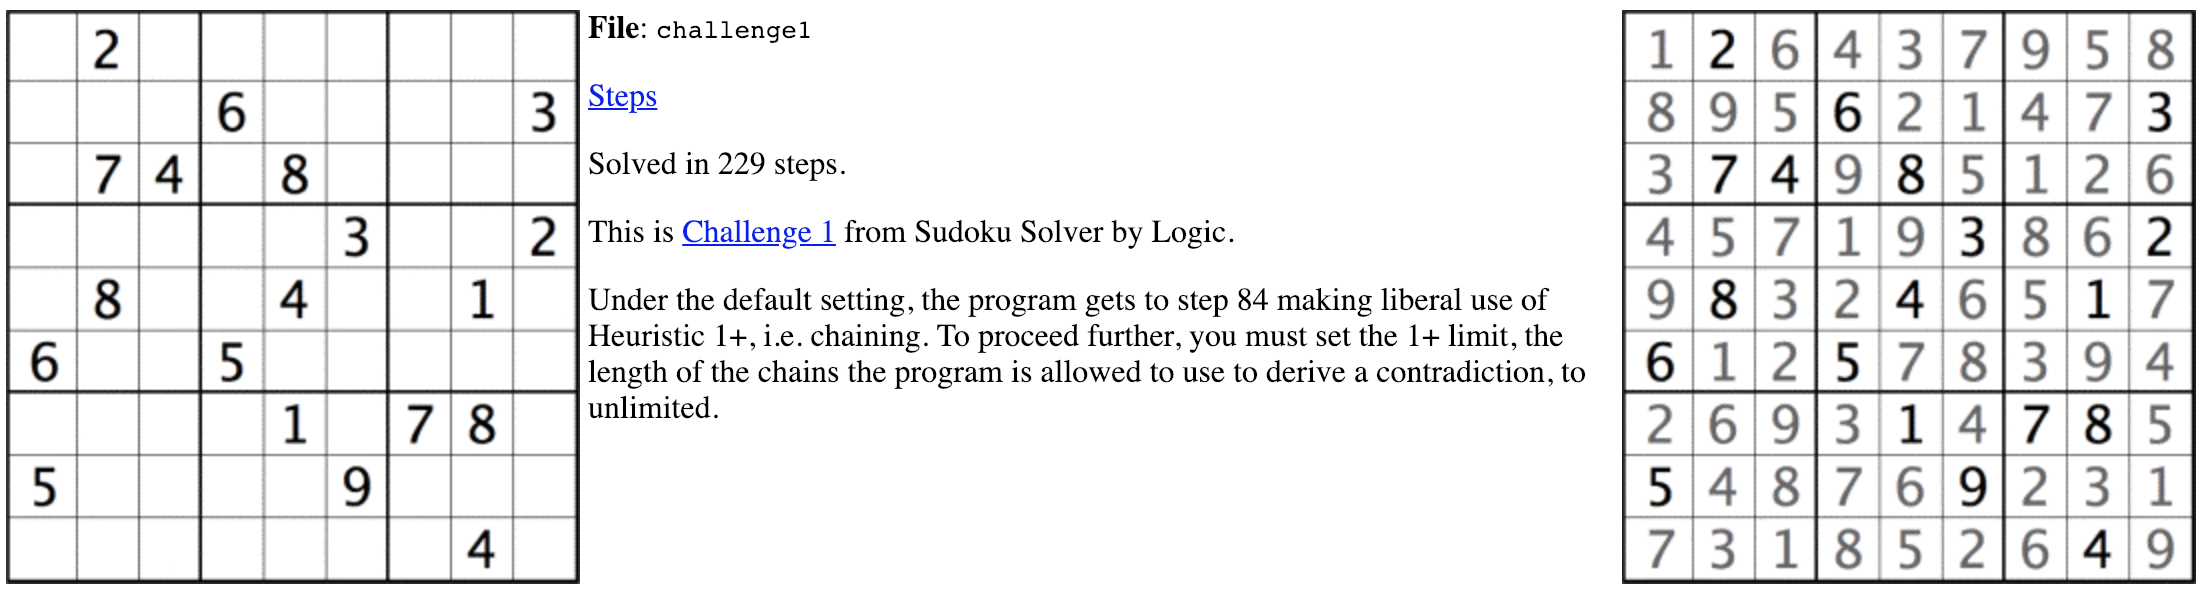 2
6 3
7 4 8
3 2
8 4 1
6 5
1 7 8
5 9
4
File: challenge1
Steps
Solved in 229 steps.
This is Challenge 1 from Sudoku Solver by Logic.
Under the default setting, the program gets to step 84 making liberal use of
Heuristic 1+, i.e. chaining. To proceed further, you must set the 1+ limit, the
length of the chains the program is allowed to use to derive a contradiction, to
unlimited.
1 2 6 4 3 7 9 5 8
8 9 5 6 2 1 4 7 3
3 7 4 9 8 5 1 2 6
4 5 7 1 9 3 8 6 2
9 8 3 2 4 6 5 1 7
6 1 2 5 7 8 3 9 4
2 6 9 3 1 4 7 8 5
5 4 8 7 6 9 2 3 1
7 3 1 8 5 2 6 4 9